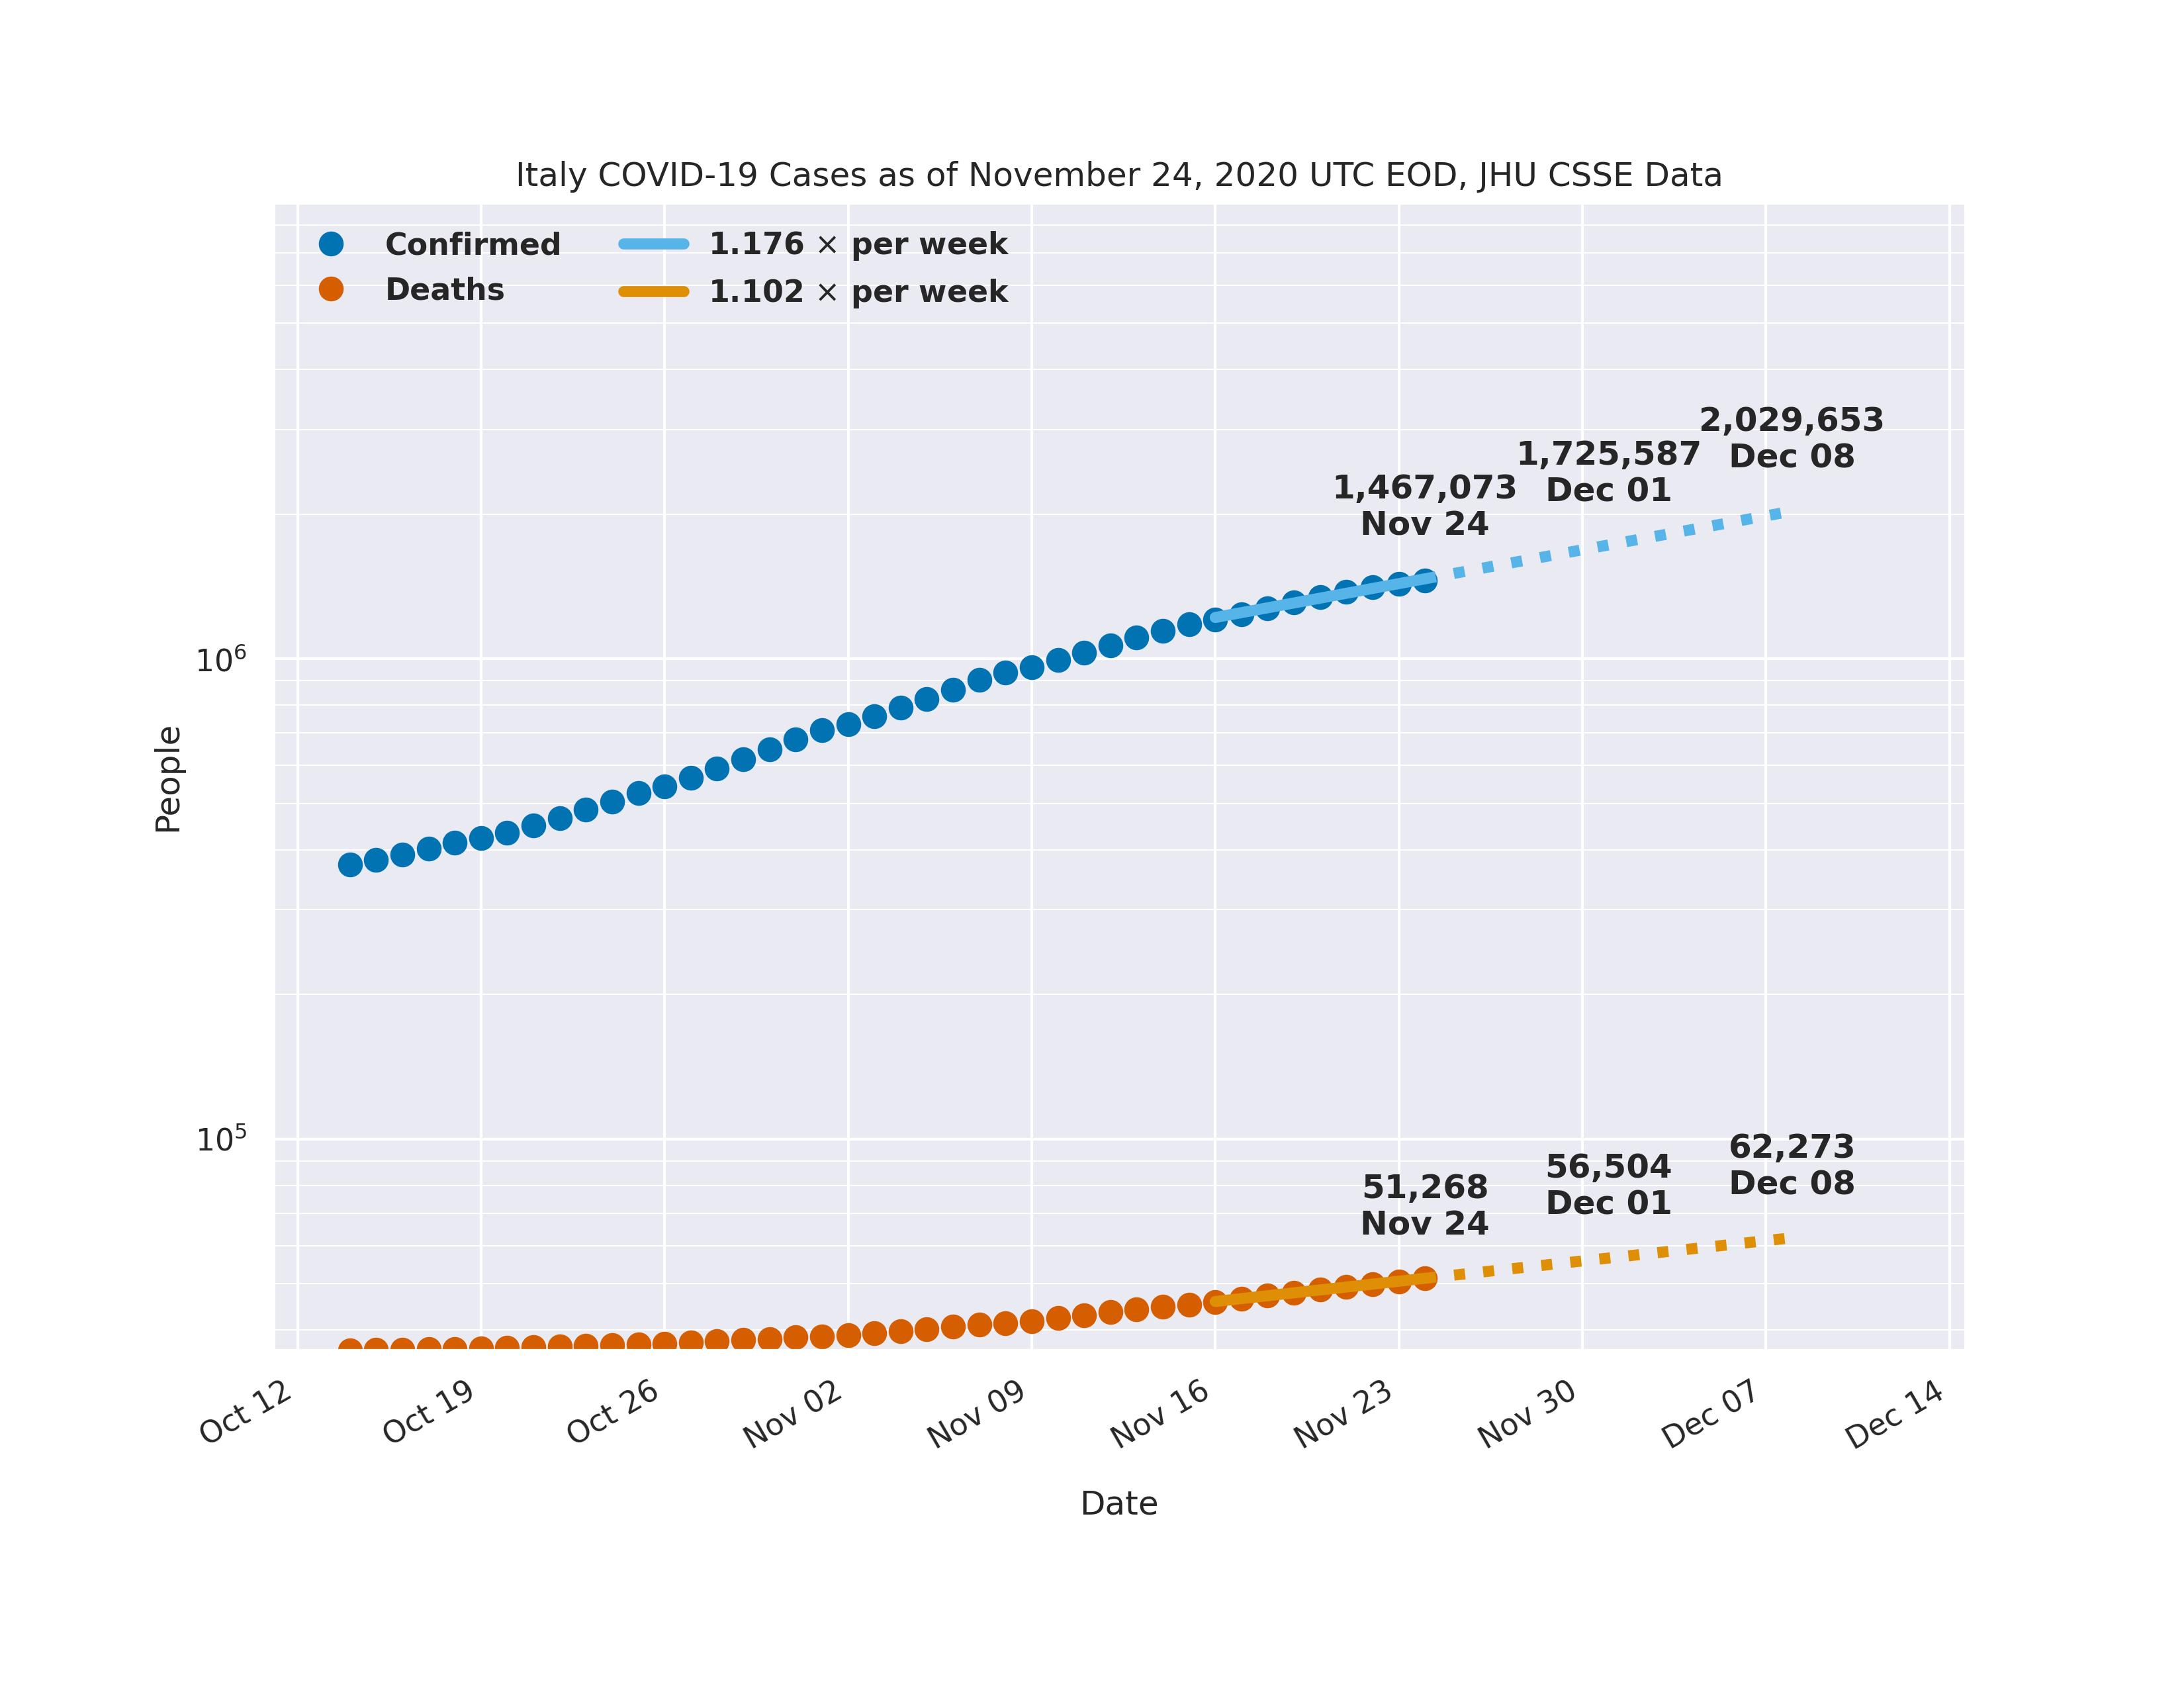 Italy COVID-19 Cases as of November 24, 2020 UTC EOD, JHU CSSE Data
Confirmed
Deaths
1.176 × per week
1.102 × per week
2,029,653
Dec 08
1,725,587
Dec 01
1,467,073
Nov 24
10⁶
People
10⁵
62,273
Dec 08
56,504
Dec 01
51,268
Nov 24
Oct 12
Oct 19
Oct 26
Nov 02
Nov 09
Nov 16
Nov 23
Nov 30
Dec 07
Dec 14
Date